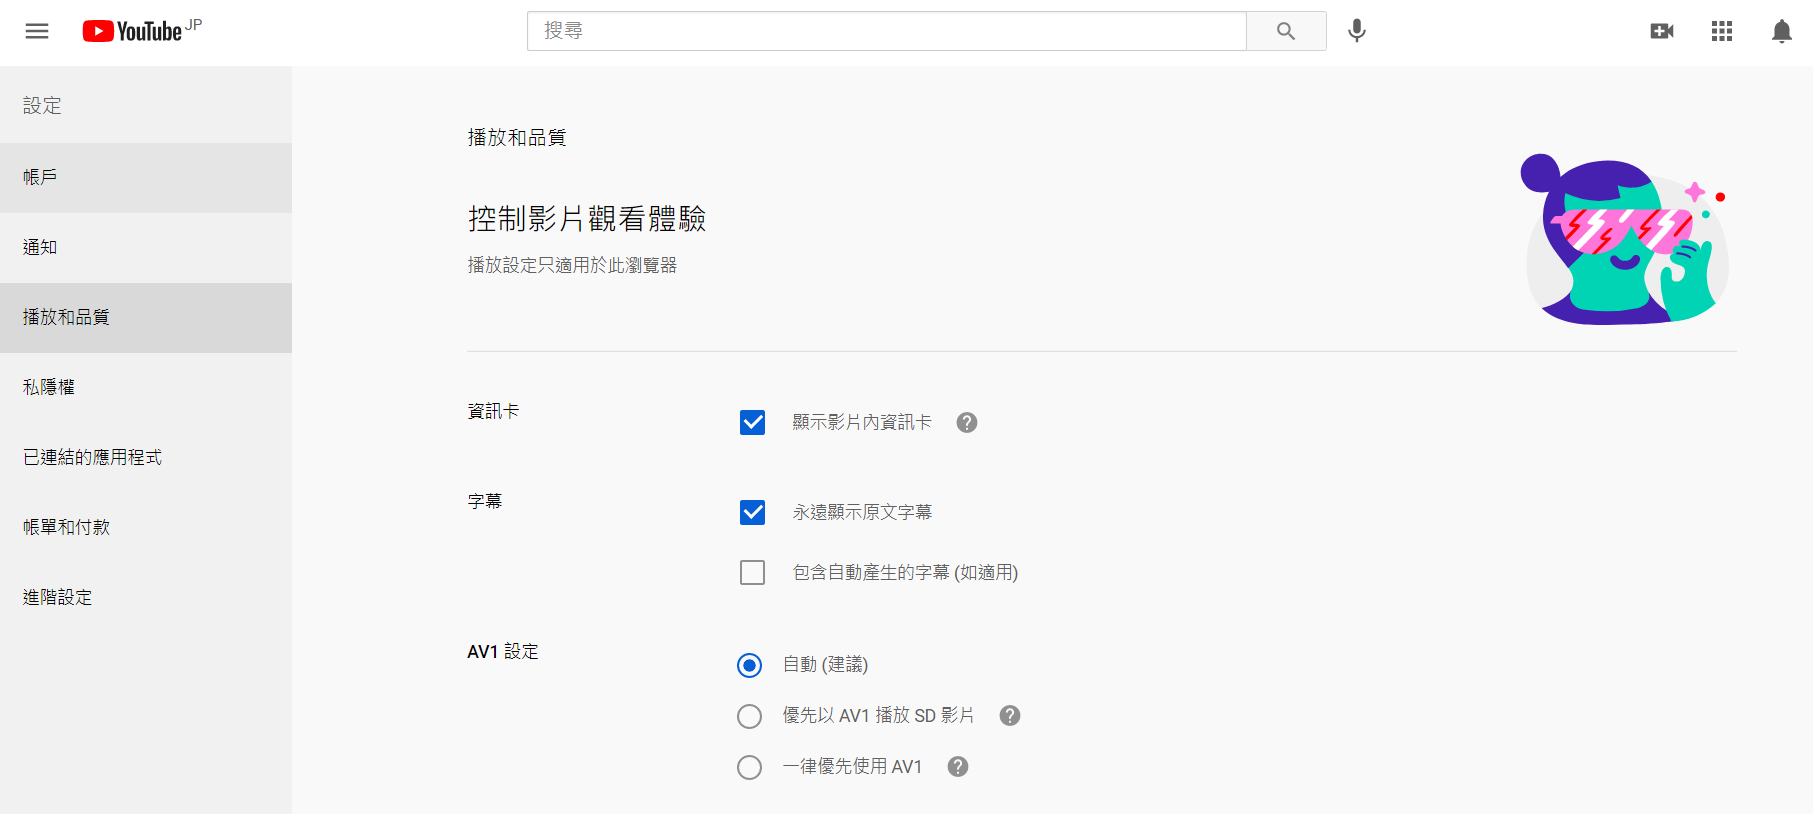 YouTube JP
搜尋
設定
帳戶
通知
播放和品質
私隱權
已連結的應用程式
帳單和付款
進階設定
播放和品質
控制影片觀看體驗
播放設定只適用於此瀏覽器
資訊卡
顯示影片內資訊卡
字幕
永遠顯示原文字幕
包含自動產生的字幕 (如適用)
AV1 設定
自動 (建議)
優先以 AV1 播放 SD 影片
一律優先使用 AV1